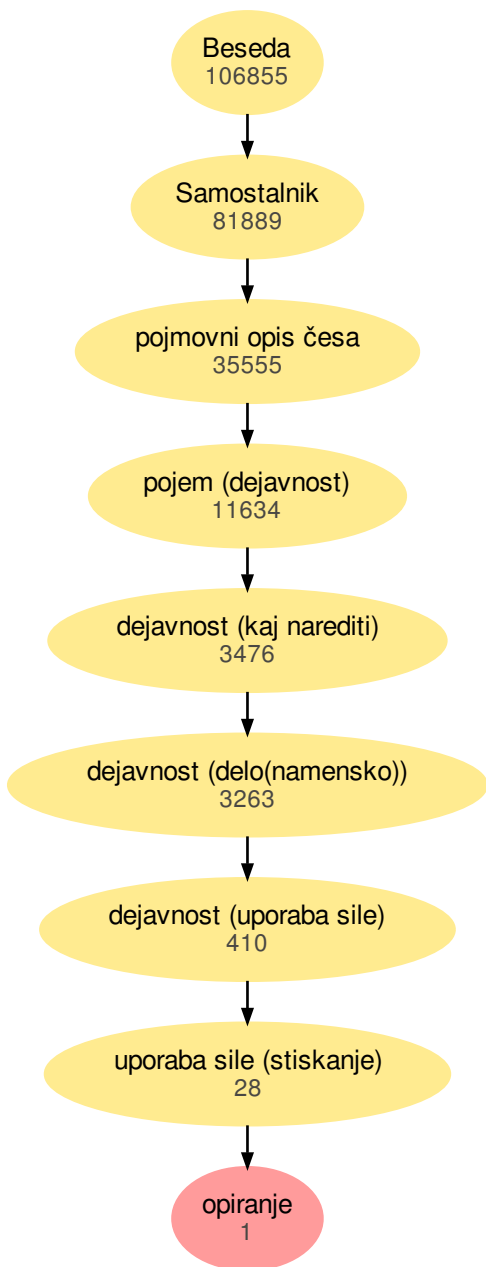 Beseda
106855
Samostalnik
81889
pojmovni opis česa
35555
pojem (dejavnost)
11634
dejavnost (kaj narediti)
3476
dejavnost (delo(namensko))
3263
dejavnost (uporaba sile)
410
uporaba sile (stiskanje)
28
opiranje
1